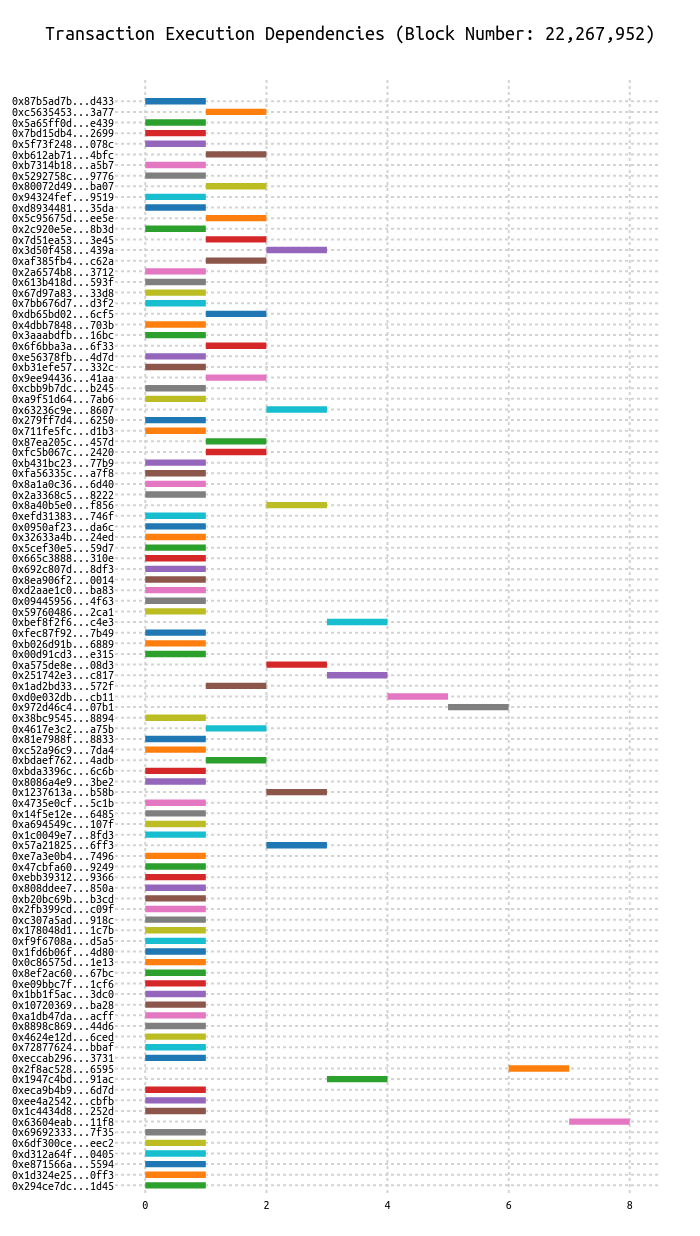 Transaction Execution Dependencies (Block Number: 22,267,952)
0x87b5ad7b...d433
0xc5635453...3a77
0x5a65ff0d...e439
0x7bd15db4...2699
0x5f73f248...078c
0xb612ab71...4bfc
0xb7314b18...a5b7
0x5292758c...9776
0x80072d49...ba07
0x94324fef...9519
0xd8934481...35da
0x5c95675d...ee5e
0x2c920e5e...8b3d
0x7d51ea53...3e45
0x3d50f458...439a
0xaf385fb4...c62a
0x2a6574b8...3712
0x613b418d...593f
0x67d97a83...33d8
0x7bb676d7...d3f2
0xdb65bd02...6cf5
0x4dbb7848...703b
0x3aaabdfb...16bc
0x6f6bba3a...6f33
0xe56378fb...4d7d
0xb31efe57...332c
0x9ee94436...41aa
0xcbb9b7dc...b245
0xa9f51d64...7ab6
0x63236c9e...8607
0x279ff7d4...6250
0x711fe5fc...d1b3
0x87ea205c...457d
0xfc5b067c...2420
0xb431bc23...77b9
0xfa56335c...a7f8
0x8a1a0c36...6d40
0x2a3368c5...8222
0x8a40b5e0...f856
0xefd31383...746f
0x0950af23...da6c
0x32633a4b...24ed
0x5cef30e5...59d7
0x665c3888...310e
0x692c807d...8df3
0x8ea906f2...0014
0xd2aae1c0...ba83
0x09445956...4f63
0x59760486...2ca1
0xbef8f2f6...c4e3
0xfec87f92...7b49
0xb026d91b...6889
0x00d91cd3...e315
0xa575de8e...08d3
0x251742e3...c817
0x1ad2bd33...572f
0xd0e032db...cb11
0x972d46c4...07b1
0x38bc9545...8894
0x4617e3c2...a75b
0x81e7988f...8833
0xc52a96c9...7da4
0xbdaef762...4adb
0xbda3396c...6c6b
0x8086a4e9...3be2
0x1237613a...b58b
0x4735e0cf...5c1b
0x14f5e12e...6485
0xa694549c...107f
0x1c0049e7...8fd3
0x57a21825...6ff3
0xe7a3e0b4...7496
0x47cbfa60...9249
0xebb39312...9366
0x808ddee7...850a
0xb20bc69b...b3cd
0x2fb399cd...c09f
0xc307a5ad...918c
0x178048d1...1c7b
0xf9f6708a...d5a5
0x1fd6b06f...4d80
0x0c86575d...1e13
0x8ef2ac60...67bc
0xe09bbc7f...1cf6
0x1bb1f5ac...3dc0
0x10720369...ba28
0xa1db47da...acff
0x8898c869...44d6
0x4624e12d...6ced
0x72877624...bbaf
0xeccab296...3731
0x2f8ac528...6595
0x1947c4bd...91ac
0xeca9b4b9...6d7d
0xee4a2542...cbfb
0x1c4434d8...252d
0x63604eab...11f8
0x69692333...7f35
0x6df300ce...eec2
0xd312a64f...0405
0xe871566a...5594
0x1d324e25...0ff3
0x294ce7dc...1d45
0 2 4 6 8